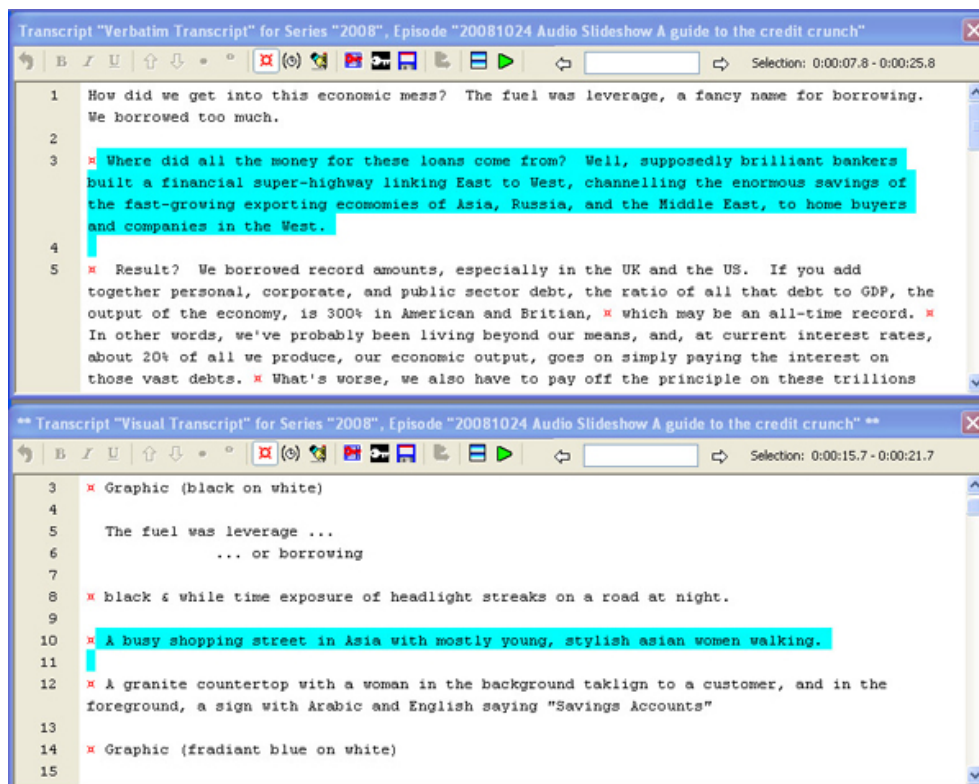 Transcript "Verbatim Transcript" for Series "2008", Episode "20081024 Audio Slideshow A guide to the credit crunch"
B I U Selection: 0:00:07.8 - 0:00:25.8
1 How did we get into this economic mess? The fuel was leverage, a fancy name for borrowing.
We borrowed too much.
2
3 ¤ Where did all the money for these loans come from? Well, supposedly brilliant bankers
built a financial super-highway linking East to West, channelling the enormous savings of
the fast-growing exporting ecomomies of Asia, Russia, and the Middle East, to home buyers
and companies in the West.
4
5 ¤ Result? We borrowed record amounts, especially in the UK and the US. If you add
together personal, corporate, and public sector debt, the ratio of all that debt to GDP, the
output of the economy, is 300% in American and Britian, ¤ which may be an all-time record. ¤
In other words, we've probably been living beyond our means, and, at current interest rates,
about 20% of all we produce, our economic output, goes on simply paying the interest on
those vast debts. ¤ What's worse, we also have to pay off the principle on these trillions
** Transcript "Visual Transcript" for Series "2008", Episode "20081024 Audio Slideshow A guide to the credit crunch" **
B I U Selection: 0:00:15.7 - 0:00:21.7
3 ¤ Graphic (black on white)
4
5 The fuel was leverage ...
6 ... or borrowing
7
8 ¤ black & while time exposure of headlight streaks on a road at night.
9
10 ¤ A busy shopping street in Asia with mostly young, stylish asian women walking.
11
12 ¤ A granite countertop with a woman in the background taklign to a customer, and in the
foreground, a sign with Arabic and English saying "Savings Accounts"
13
14 ¤ Graphic (fradiant blue on white)
15